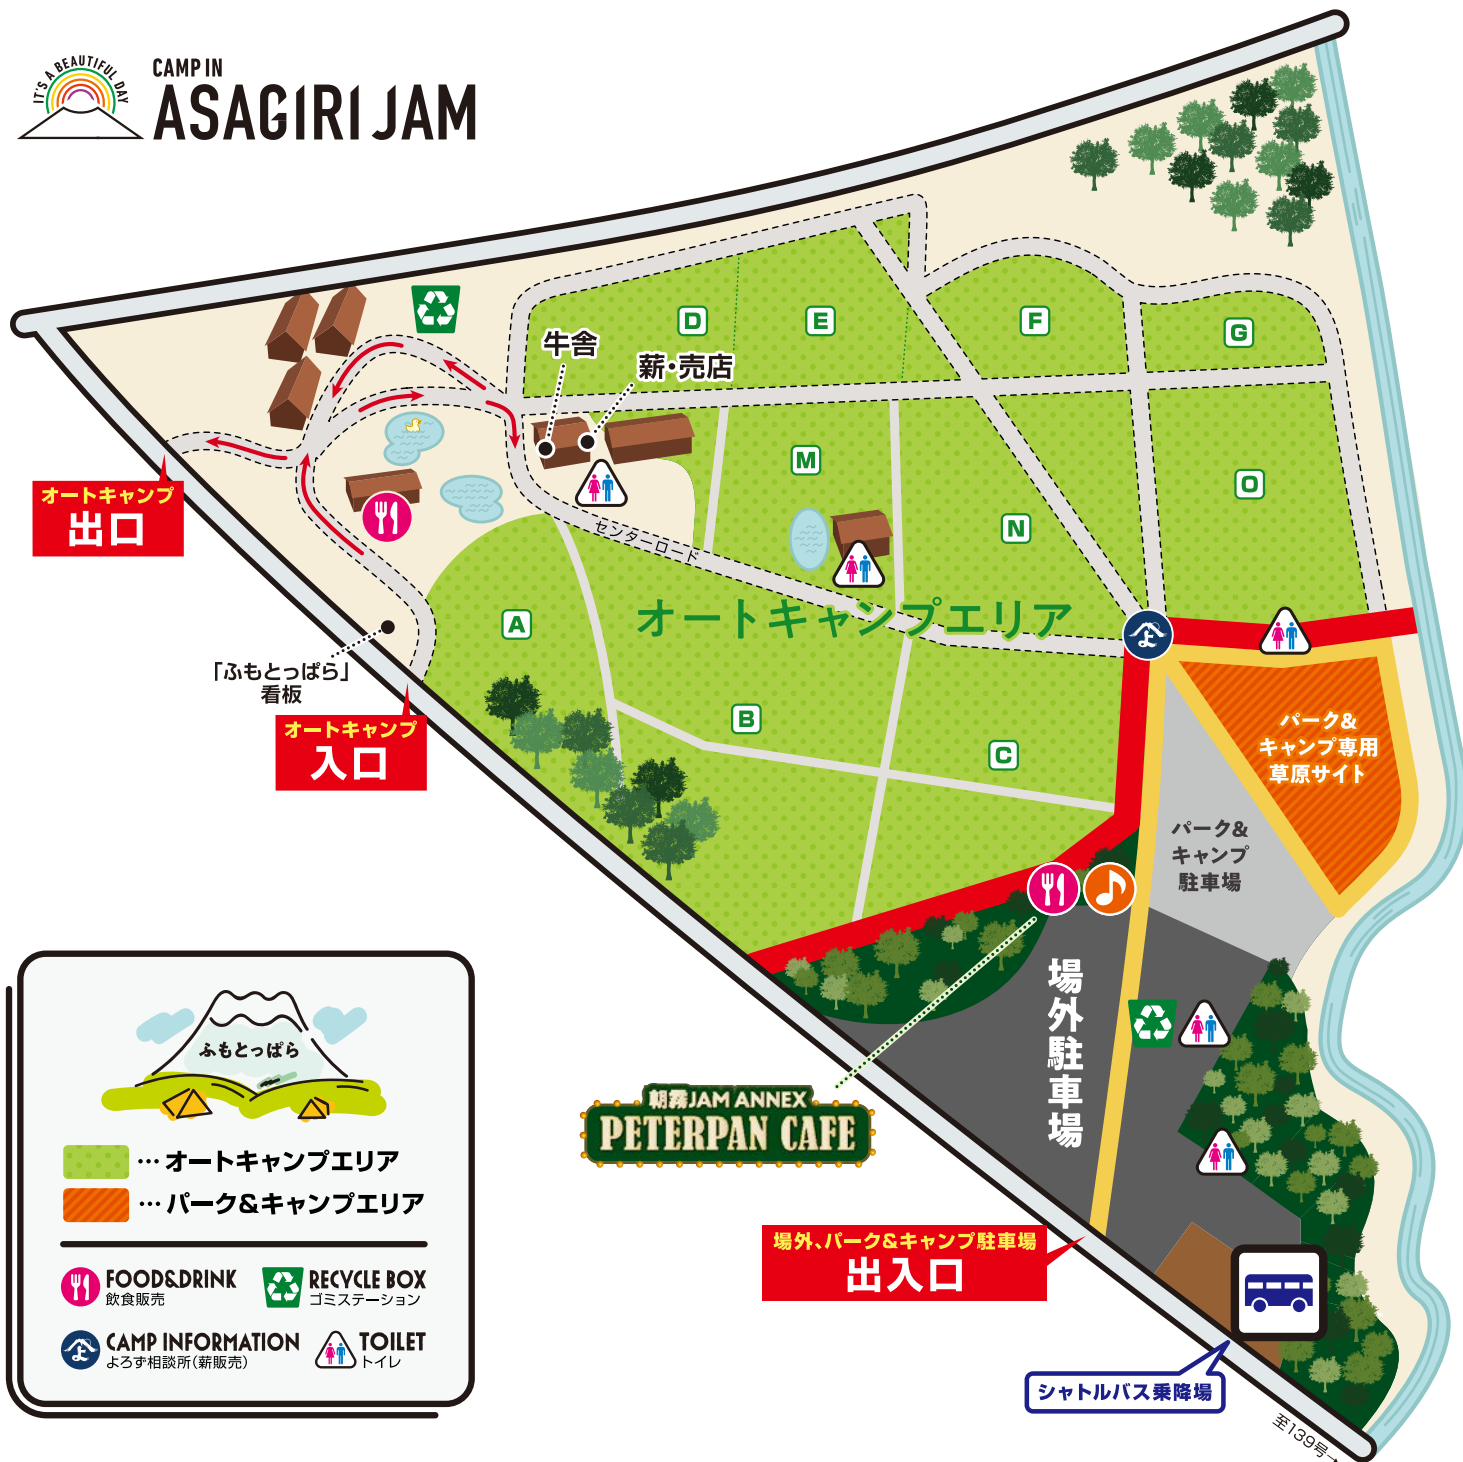 IT'S A BEAUTIFUL DAY
CAMP IN
ASAGIRI JAM
D
E
F
G
牛舎
薪・売店
M
N
O
センターロード
オートキャンプ
出口
A
オートキャンプエリア
よ
「ふもとっぱら」
看板
オートキャンプ
入口
B
C
パーク&
キャンプ専用
草原サイト
パーク&
キャンプ
駐車場
場外駐車場
朝霧JAM ANNEX
PETERPAN CAFE
場外、パーク&キャンプ駐車場
出入口
シャトルバス乗降場
至139号→
ふもとっぱら
…オートキャンプエリア
…パーク&キャンプエリア
FOOD&DRINK
飲食販売
RECYCLE BOX
ゴミステーション
よ
CAMP INFORMATION
よろず相談所(薪販売)
TOILET
トイレ